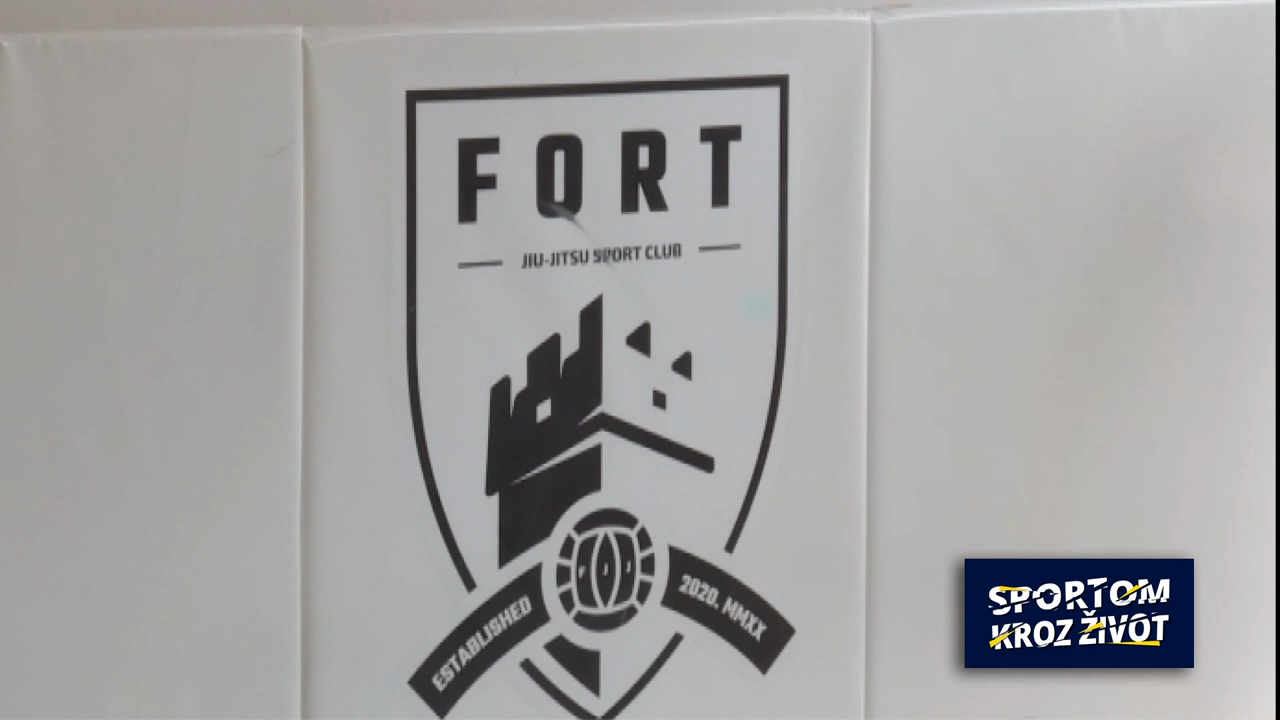 FORT
JIU-JITSU SPORT CLUB
ESTABLISHED
2020. MMXX
SPORTOM
KROZ ŽIVOT